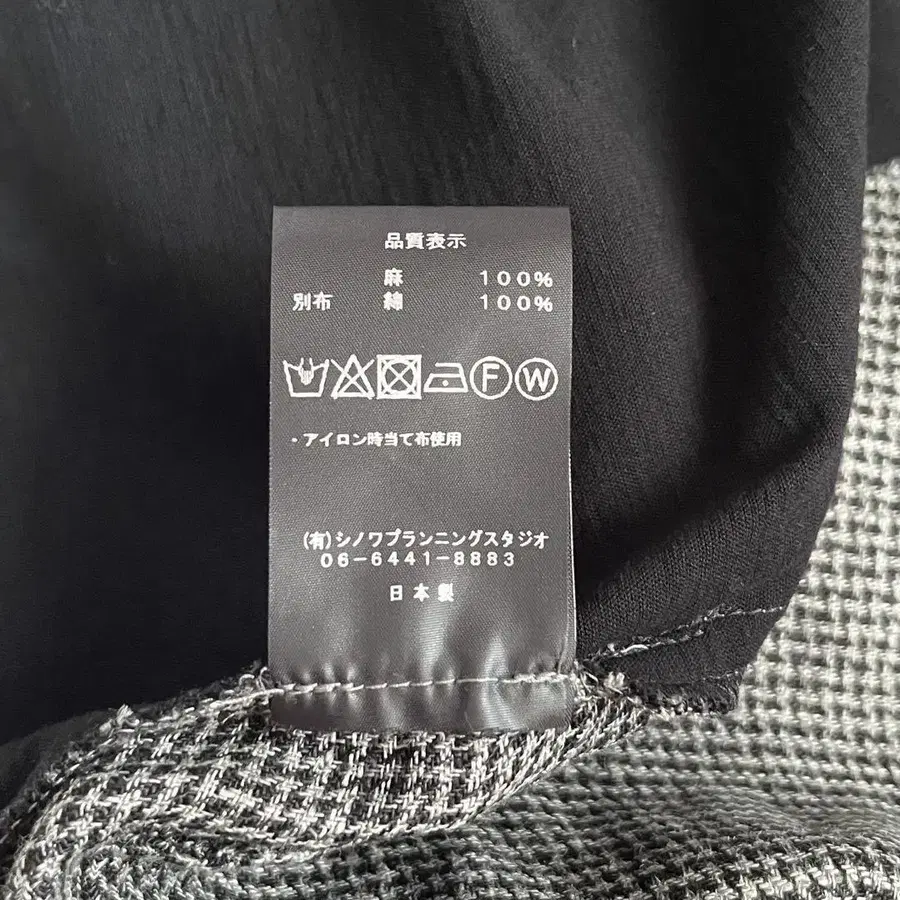 品質表示
麻 100%
別布 綿 100%
F W
・アイロン時当て布使用
(有)シノワプランニングスタジオ
06-6441-8883
日本製